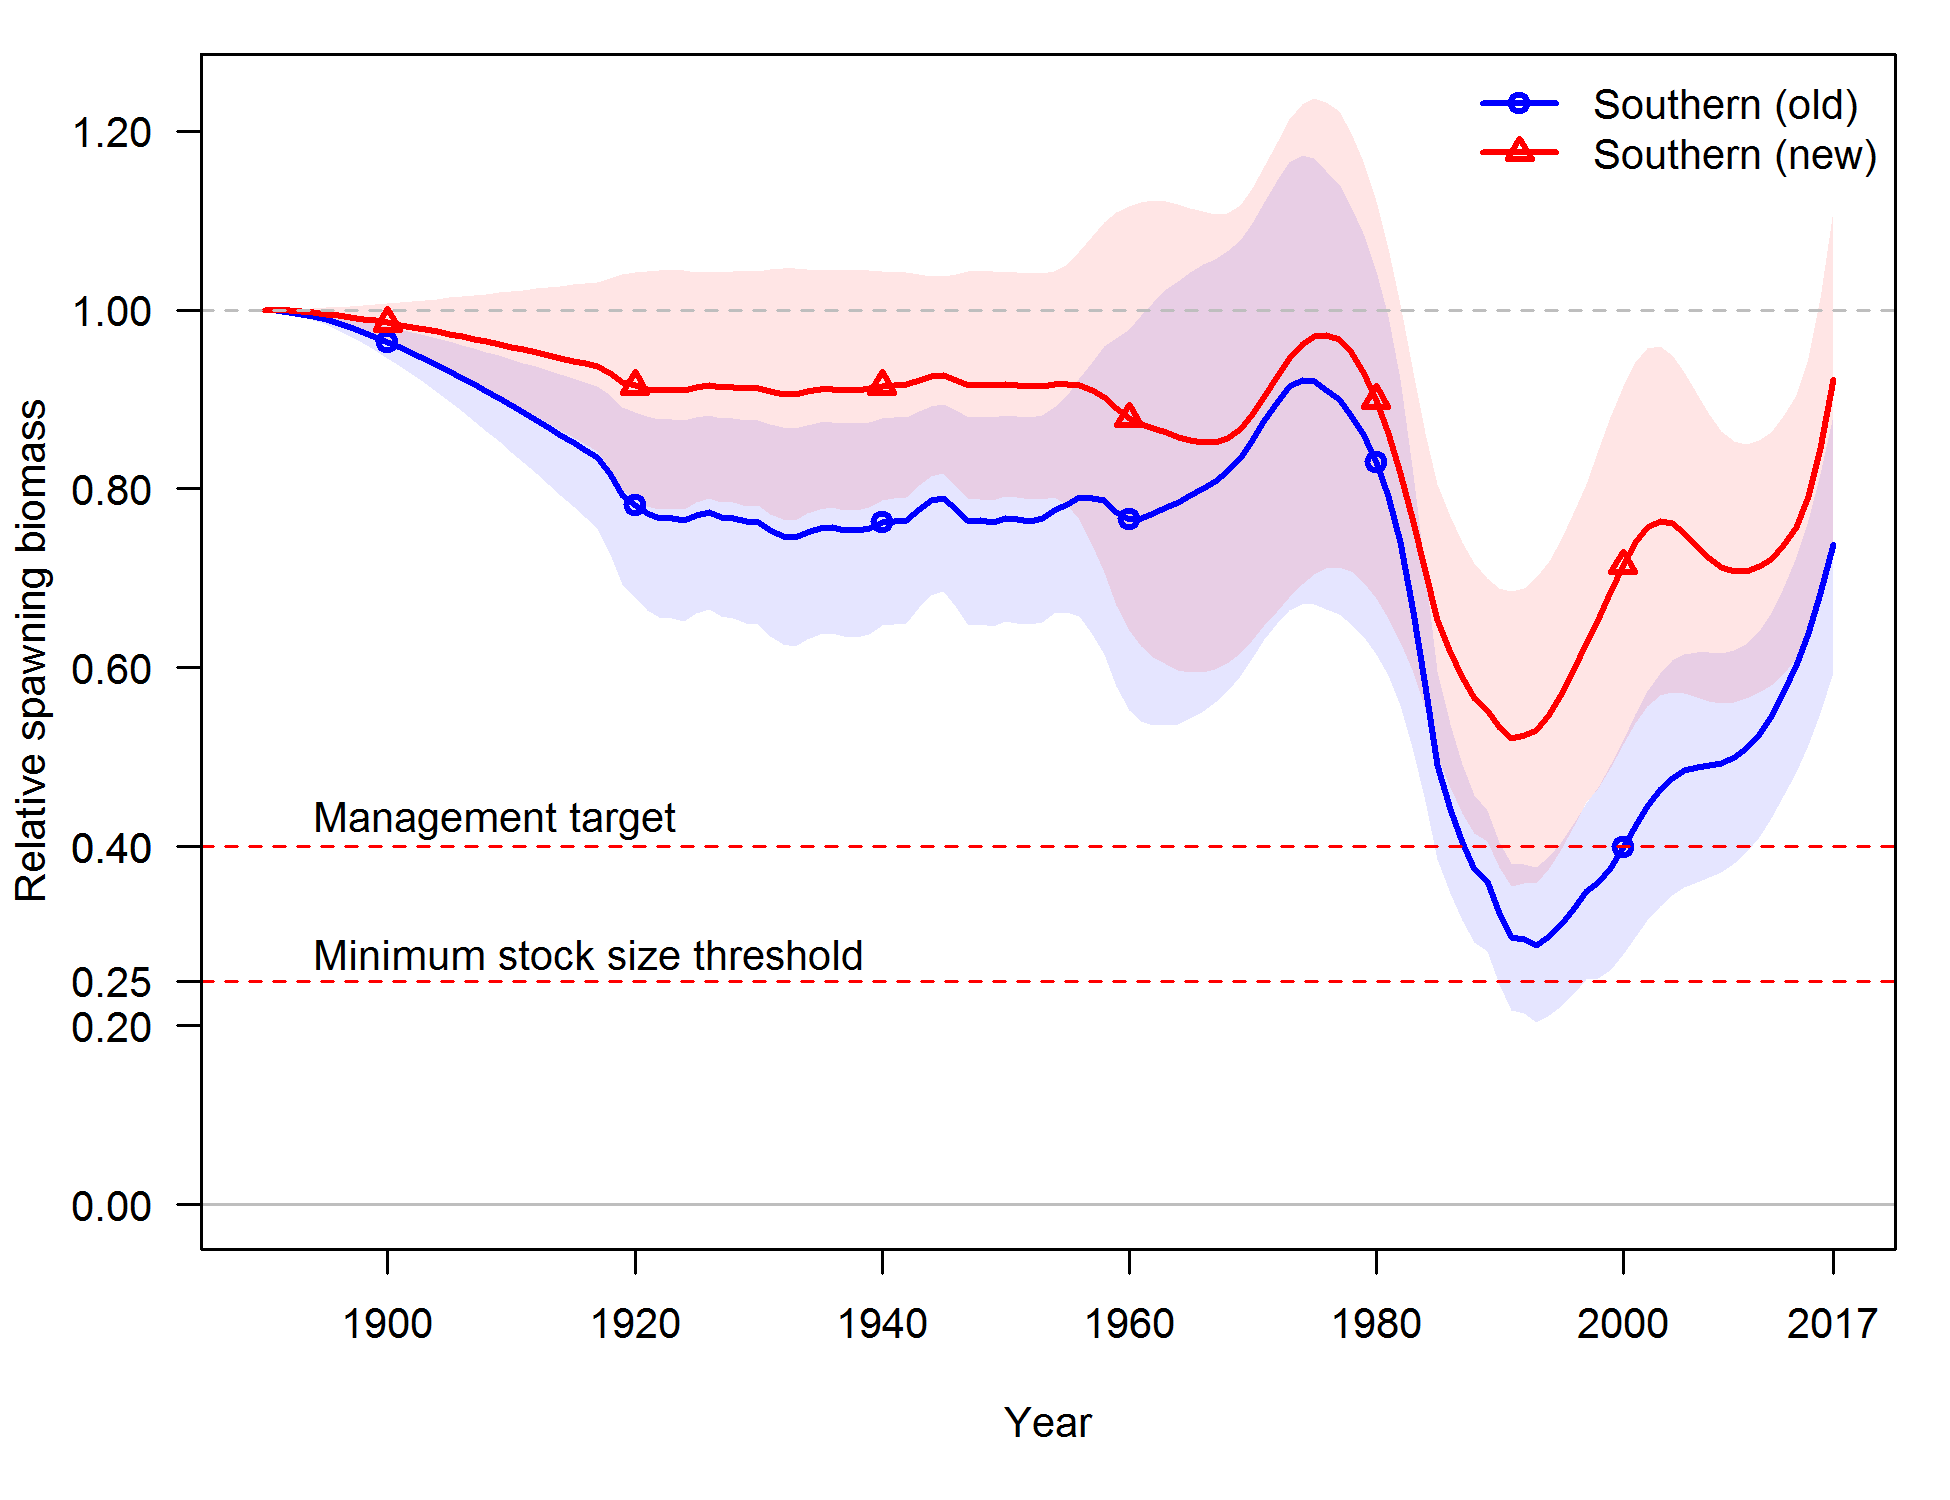 Southern (old)
Southern (new)
1.20
1.00
0.80
0.60
0.40
0.25
0.20
0.00
Relative spawning biomass
Management target
Minimum stock size threshold
1900
1920
1940
1960
1980
2000
2017
Year